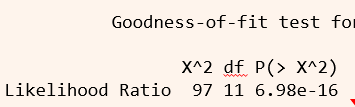 Goodness-of-fit test for
X^2 df P(> X^2)
Likelihood Ratio 97 11 6.98e-16